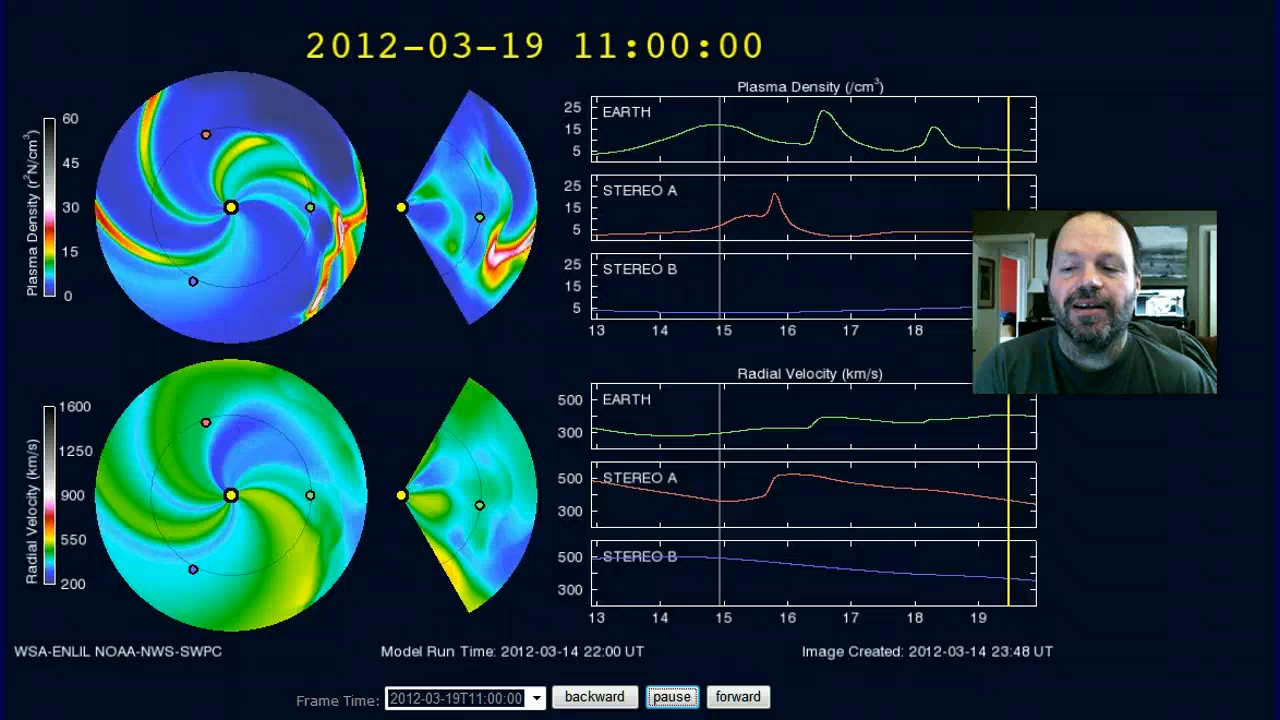 2012-03-19 11:00:00
Plasma Density (r²N/cm³)
60
45
30
15
0
Plasma Density (/cm³)
EARTH
25
15
5
STEREO A
25
15
5
STEREO B
25
15
5
13 14 15 16 17 18
Radial Velocity (km/s)
1600
1250
900
550
200
Radial Velocity (km/s)
EARTH
500
300
STEREO A
500
300
STEREO B
500
300
13 14 15 16 17 18 19
WSA-ENLIL NOAA-NWS-SWPC
Model Run Time: 2012-03-14 22:00 UT
Image Created: 2012-03-14 23:48 UT
Frame Time: 2012-03-19T11:00:00 backward pause forward